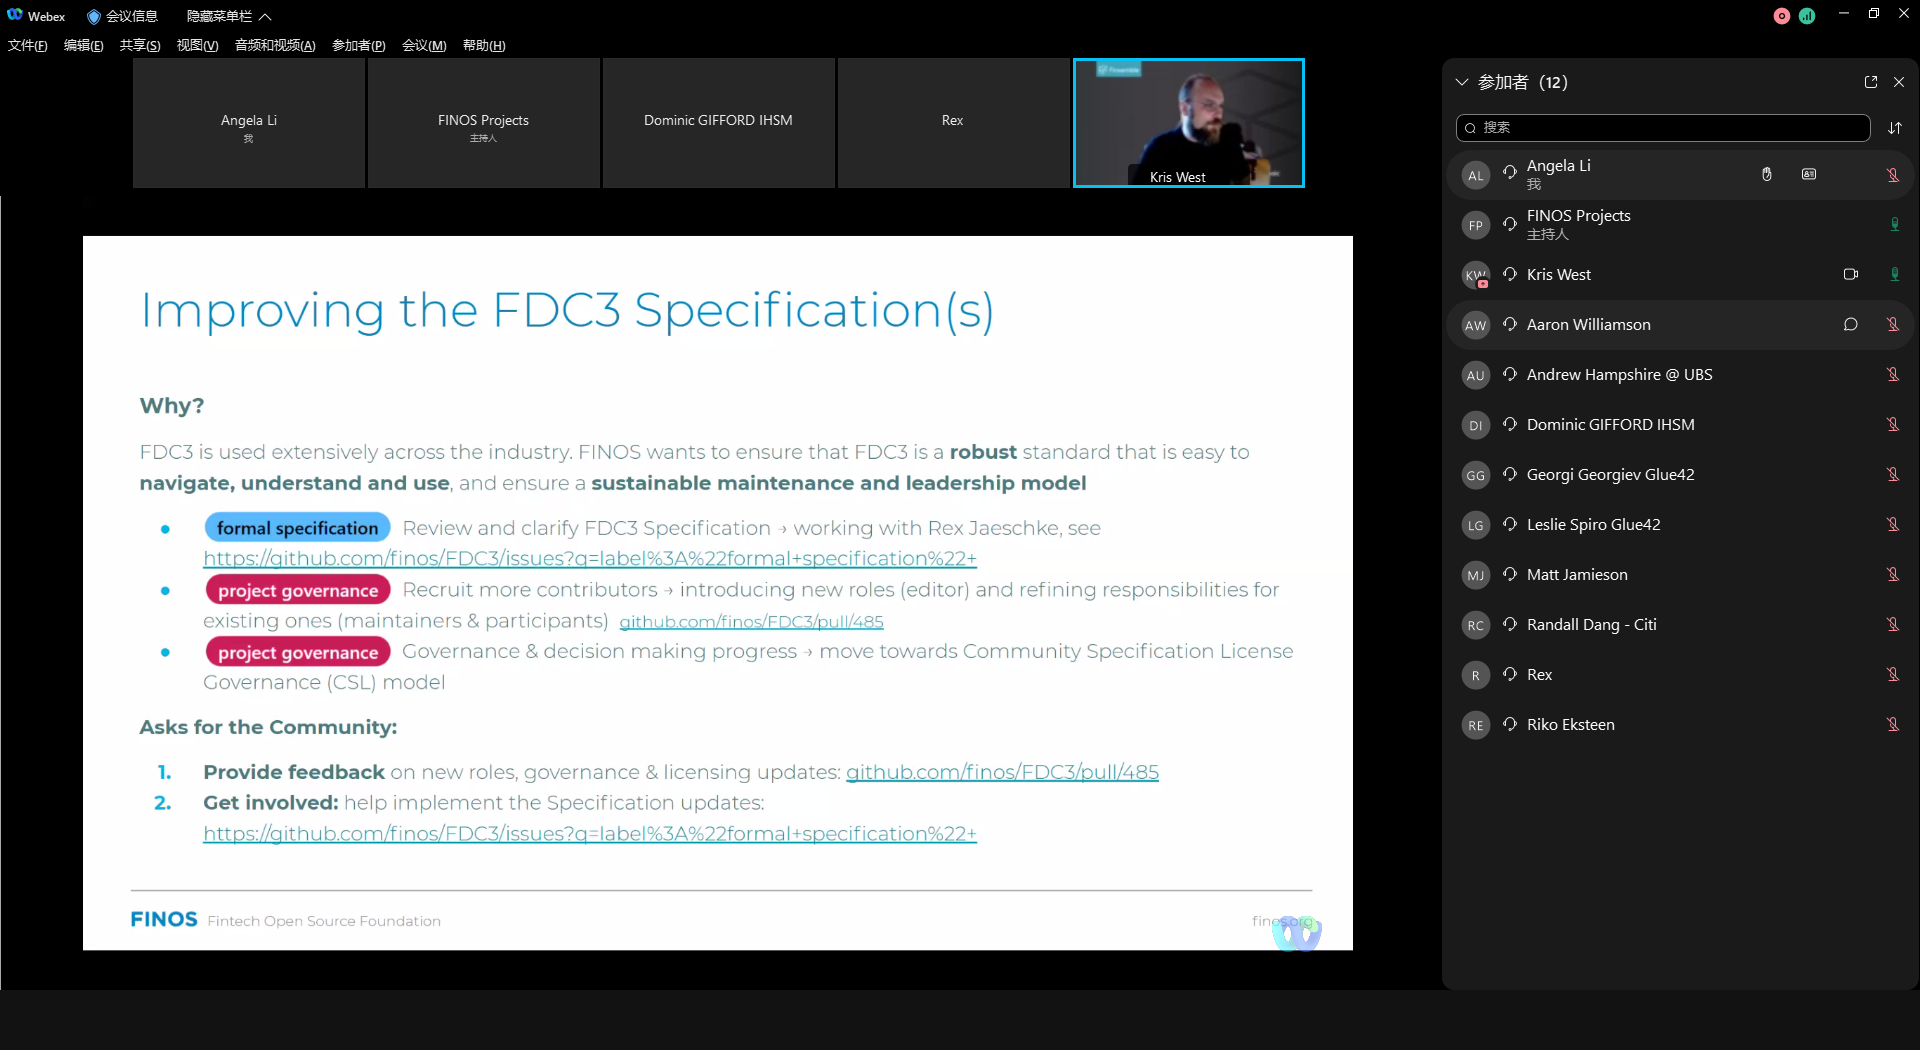 Webex 会议信息 隐藏菜单栏
文件(F) 编辑(E) 共享(S) 视图(V) 音频和视频(A) 参加者(P) 会议(M) 帮助(H)
Angela Li
我
FINOS Projects
主持人
Dominic GIFFORD IHSM
Rex
Kris West
Improving the FDC3 Specification(s)
Why?
FDC3 is used extensively across the industry. FINOS wants to ensure that FDC3 is a robust standard that is easy to
navigate, understand and use, and ensure a sustainable maintenance and leadership model
● formal specification Review and clarify FDC3 Specification → working with Rex Jaeschke, see
https://github.com/finos/FDC3/issues?q=label%3A%22formal+specification%22+
● project governance Recruit more contributors → introducing new roles (editor) and refining responsibilities for
existing ones (maintainers & participants) github.com/finos/FDC3/pull/485
● project governance Governance & decision making progress → move towards Community Specification License
Governance (CSL) model
Asks for the Community:
1. Provide feedback on new roles, governance & licensing updates: github.com/finos/FDC3/pull/485
2. Get involved: help implement the Specification updates:
https://github.com/finos/FDC3/issues?q=label%3A%22formal+specification%22+
FINOS Fintech Open Source Foundation
finos.org
参加者 (12)
搜索
AL Angela Li
我
FP FINOS Projects
主持人
KW Kris West
AW Aaron Williamson
AU Andrew Hampshire @ UBS
DI Dominic GIFFORD IHSM
GG Georgi Georgiev Glue42
LG Leslie Spiro Glue42
MJ Matt Jamieson
RC Randall Dang - Citi
R Rex
RE Riko Eksteen